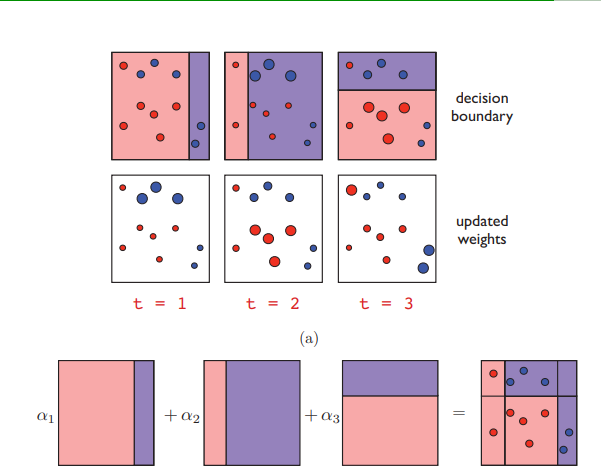 decision
boundary
updated
weights
t = 1
t = 2
t = 3
(a)
α1
+ α2
+ α3
=